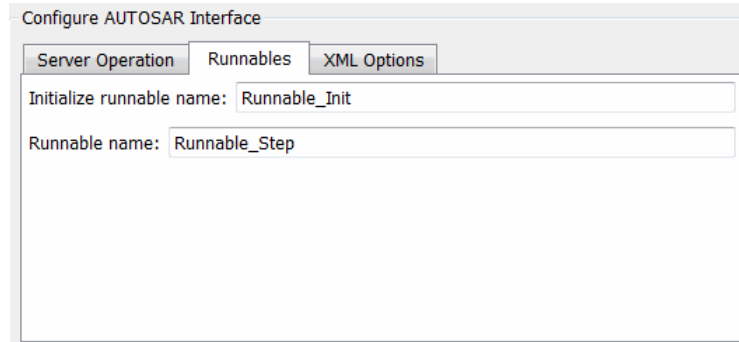 Configure AUTOSAR Interface
Server Operation Runnables XML Options
Initialize runnable name: Runnable_Init
Runnable name: Runnable_Step